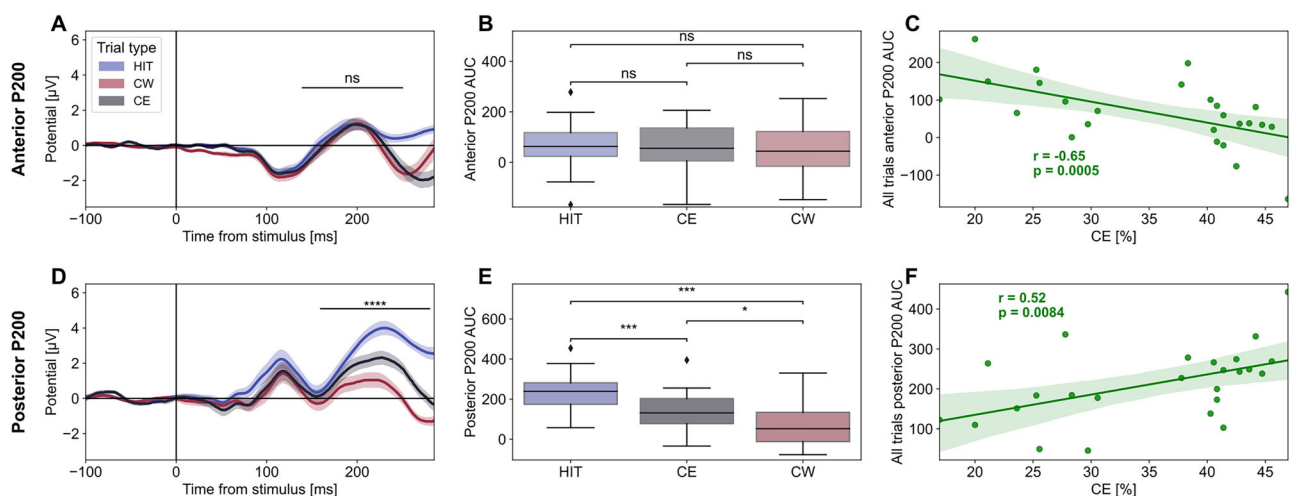 Anterior P200
A
Potential [μV]
6
4
2
0
−2
Trial type
HIT
CW
CE
ns
−100
0
100
200
Time from stimulus [ms]
B
Anterior P200 AUC
400
200
0
ns
ns
ns
HIT
CE
CW
C
All trials anterior P200 AUC
200
100
0
−100
r = -0.65
p = 0.0005
20
25
30
35
40
45
CE [%]
Posterior P200
D
Potential [μV]
6
4
2
0
−2
****
−100
0
100
200
Time from stimulus [ms]
E
Posterior P200 AUC
600
400
200
0
***
***
*
HIT
CE
CW
F
All trials posterior P200 AUC
400
300
200
100
r = 0.52
p = 0.0084
20
25
30
35
40
45
CE [%]